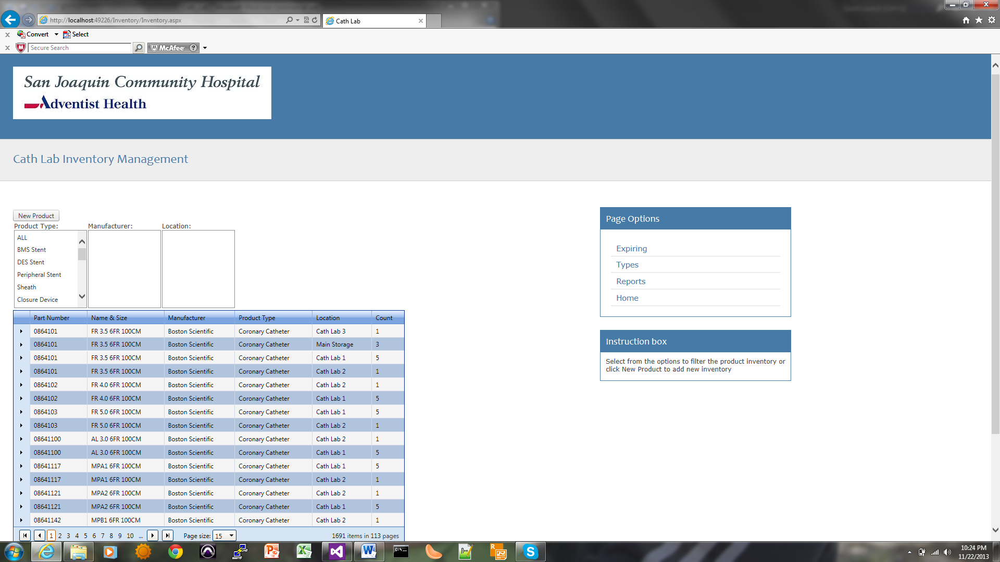 http://localhost:49226/Inventory/Inventory.aspx
Cath Lab
Convert Select
Secure Search McAfee ?
San Joaquin Community Hospital
Adventist Health
Cath Lab Inventory Management
New Product
Product Type: Manufacturer: Location:
ALL
BMS Stent
DES Stent
Peripheral Stent
Sheath
Closure Device
Part Number Name & Size Manufacturer Product Type Location Count
0864101 FR 3.5 6FR 100CM Boston Scientific Coronary Catheter Cath Lab 3 1
0864101 FR 3.5 6FR 100CM Boston Scientific Coronary Catheter Main Storage 3
0864101 FR 3.5 6FR 100CM Boston Scientific Coronary Catheter Cath Lab 1 5
0864101 FR 3.5 6FR 100CM Boston Scientific Coronary Catheter Cath Lab 2 1
0864102 FR 4.0 6FR 100CM Boston Scientific Coronary Catheter Cath Lab 2 1
0864102 FR 4.0 6FR 100CM Boston Scientific Coronary Catheter Cath Lab 1 5
0864103 FR 5.0 6FR 100CM Boston Scientific Coronary Catheter Cath Lab 1 5
0864103 FR 5.0 6FR 100CM Boston Scientific Coronary Catheter Cath Lab 2 1
08641100 AL 3.0 6FR 100CM Boston Scientific Coronary Catheter Cath Lab 2 1
08641100 AL 3.0 6FR 100CM Boston Scientific Coronary Catheter Cath Lab 1 5
08641117 MPA1 6FR 100CM Boston Scientific Coronary Catheter Cath Lab 1 5
08641117 MPA1 6FR 100CM Boston Scientific Coronary Catheter Cath Lab 2 1
08641121 MPA2 6FR 100CM Boston Scientific Coronary Catheter Cath Lab 2 1
08641121 MPA2 6FR 100CM Boston Scientific Coronary Catheter Cath Lab 1 5
08641142 MPB1 6FR 100CM Boston Scientific Coronary Catheter Cath Lab 2 1
1 2 3 4 5 6 7 8 9 10 ... Page size: 15 1691 items in 113 pages
Page Options
Expiring
Types
Reports
Home
Instruction box
Select from the options to filter the product inventory or
click New Product to add new inventory
10:24 PM
11/22/2013